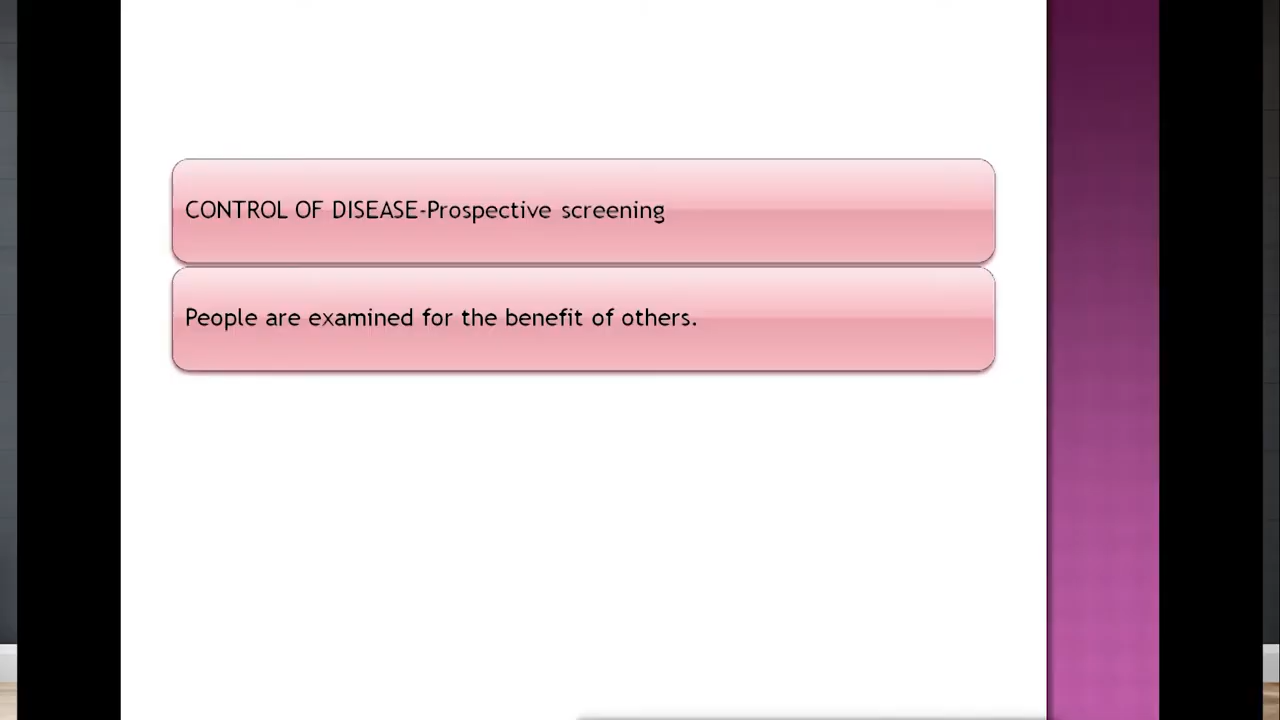 CONTROL OF DISEASE-Prospective screening
People are examined for the benefit of others.